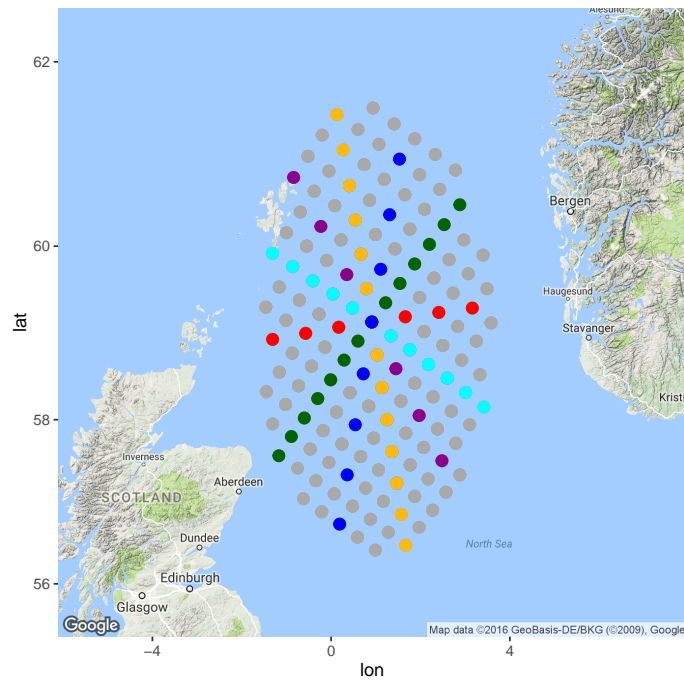 62
60
58
56
lat
Bergen
Haugesund
Stavanger
Kristi
Inverness
SCOTLAND
Aberdeen
Dundee
Edinburgh
Glasgow
North Sea
Google
Map data ©2016 GeoBasis-DE/BKG (©2009), Google
−4
0
4
lon